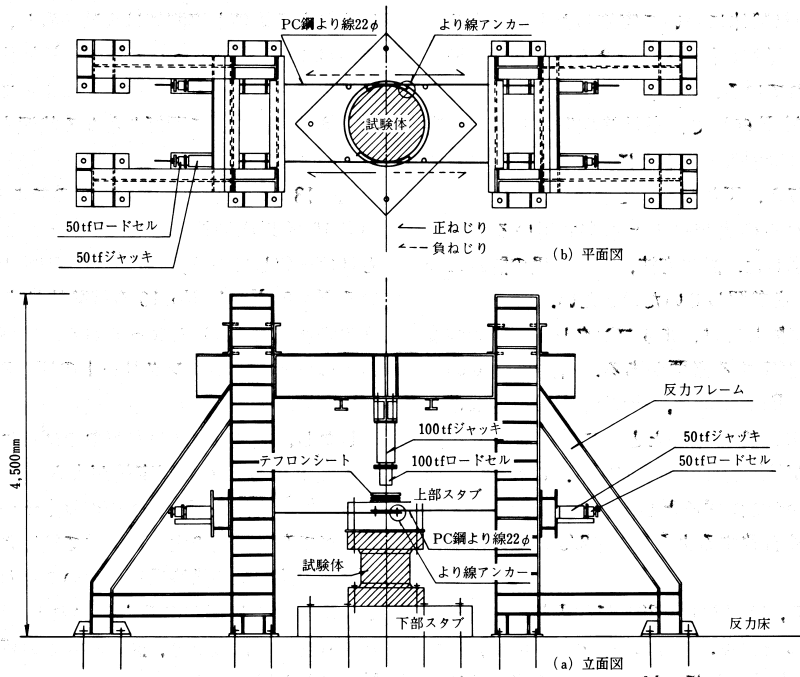 PC鋼より線22φ
より線アンカー
試験体
50tfロードセル
50tfジャッキ
正ねじり
負ねじり
(b) 平面図
4,500mm
反力フレーム
100tfジャッキ
50tfジャッキ
テフロンシート
100tfロードセル
50tfロードセル
上部スタブ
PC鋼より線22φ
試験体
より線アンカー
下部スタブ
反力床
(a) 立面図